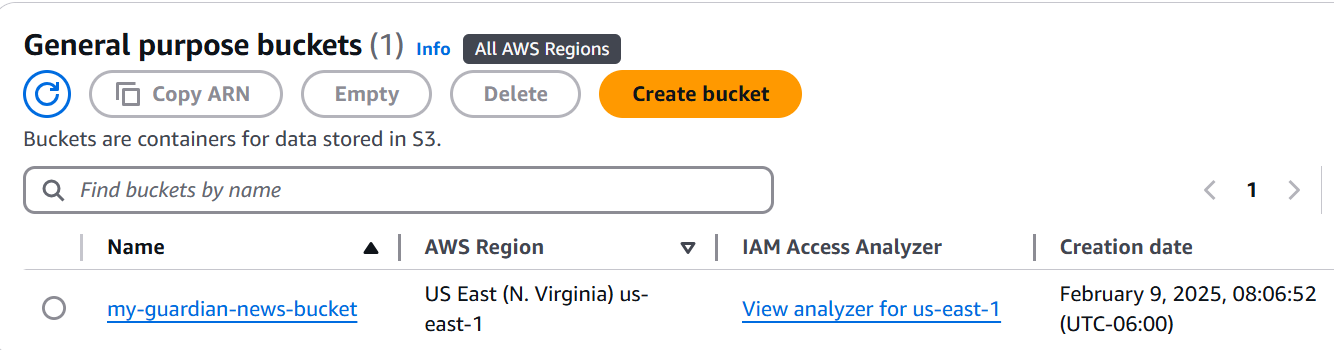 General purpose buckets (1) Info All AWS Regions
Copy ARN Empty Delete Create bucket
Buckets are containers for data stored in S3.
Find buckets by name 1
Name AWS Region IAM Access Analyzer Creation date
my-guardian-news-bucket US East (N. Virginia) us- View analyzer for us-east-1 February 9, 2025, 08:06:52
east-1 (UTC-06:00)